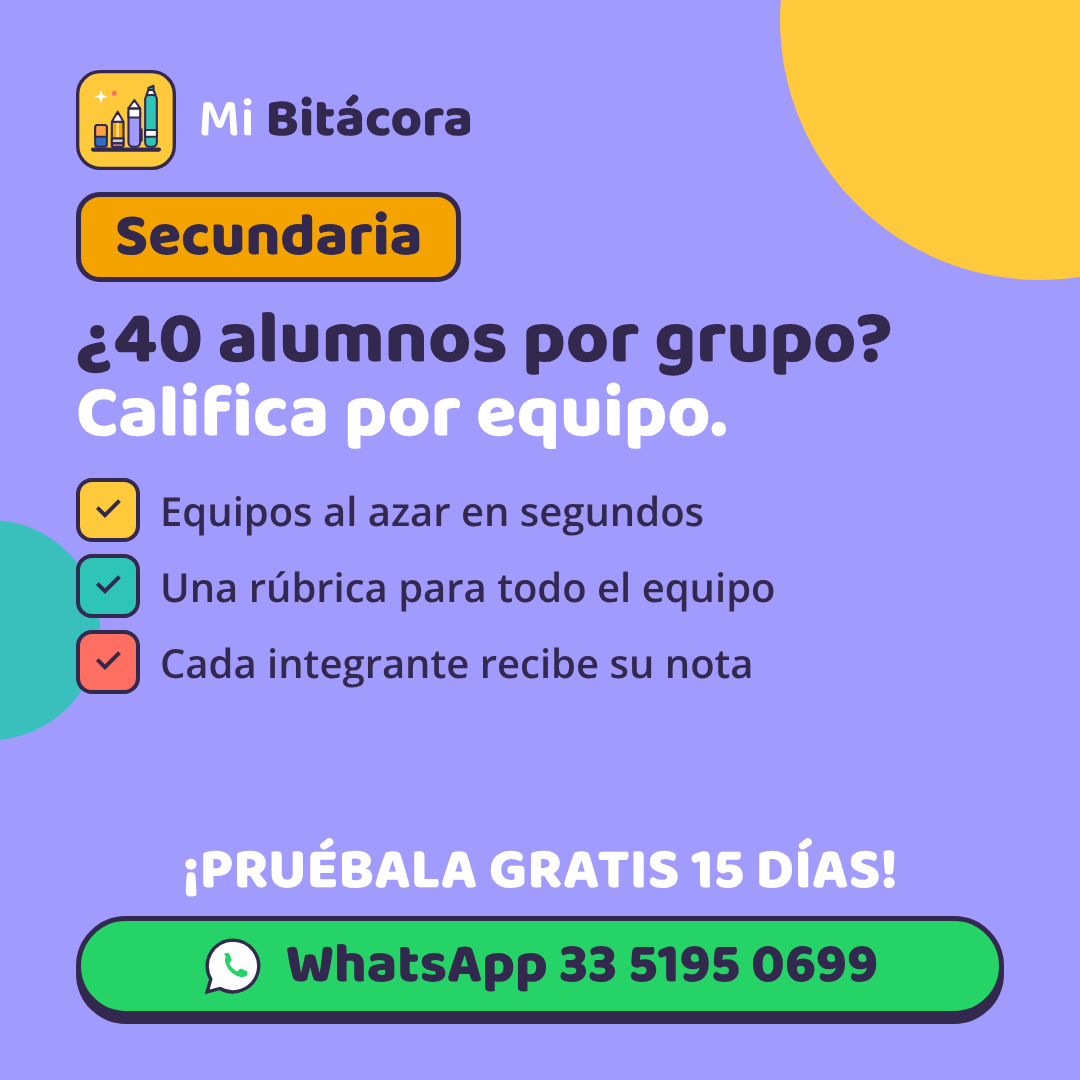 Mi Bitácora
Secundaria
¿40 alumnos por grupo?
Califica por equipo.
Equipos al azar en segundos
Una rúbrica para todo el equipo
Cada integrante recibe su nota
¡PRUÉBALA GRATIS 15 DÍAS!
WhatsApp 33 5195 0699